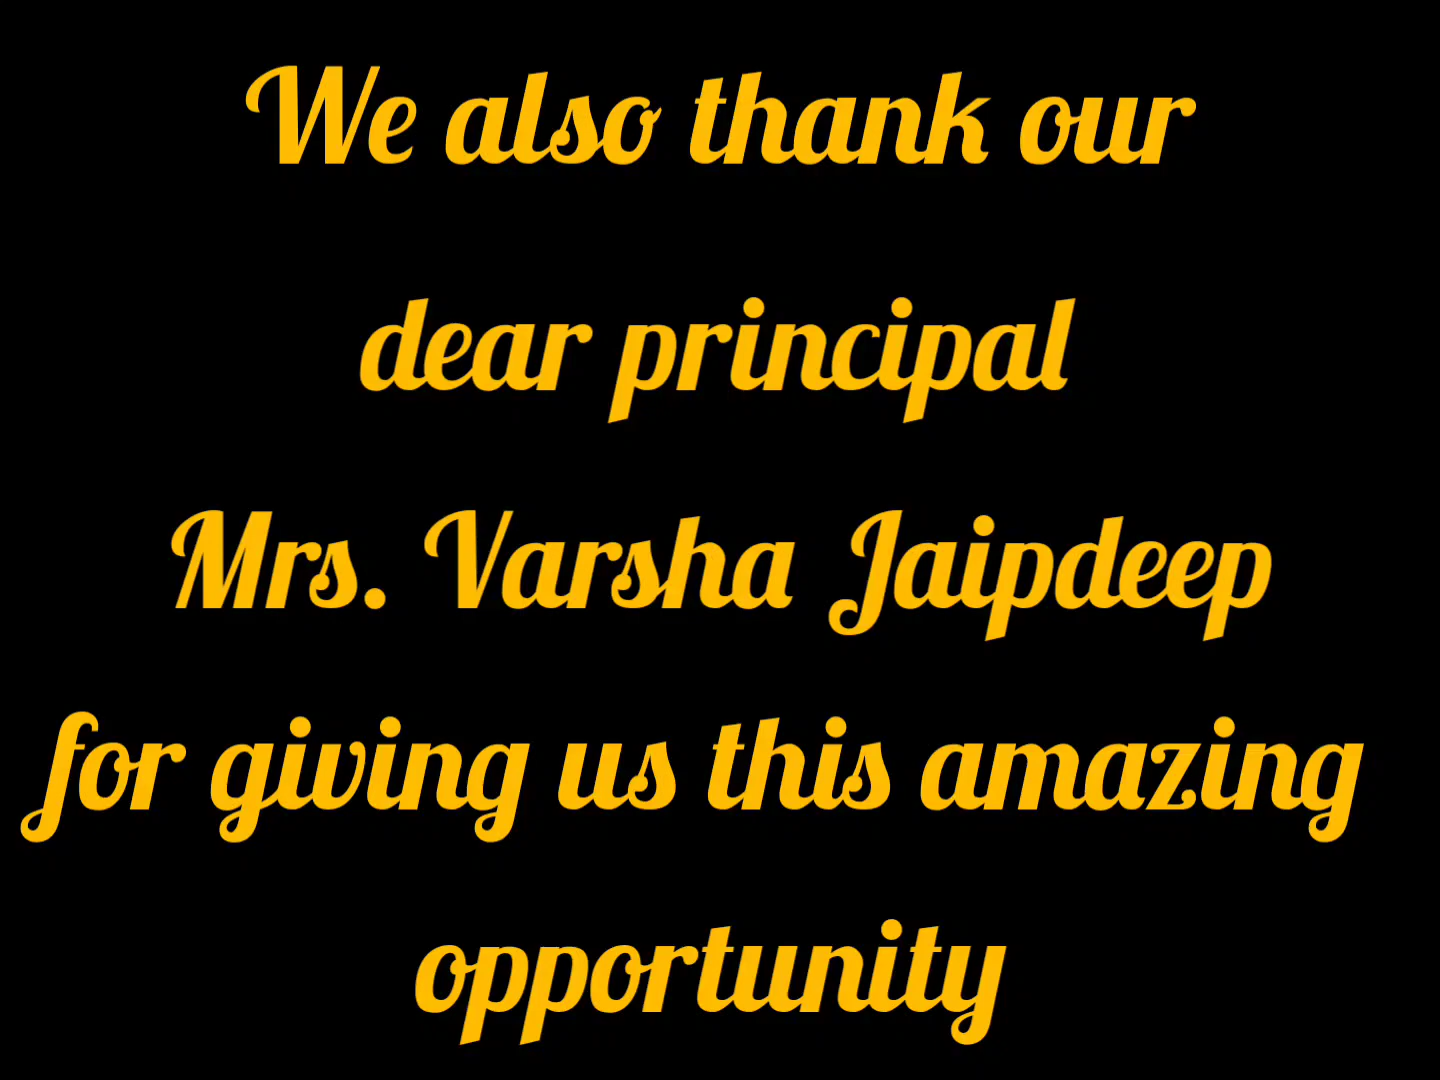 We also thank our
dear principal
Mrs. Varsha Jaipdeep
for giving us this amazing
opportunity